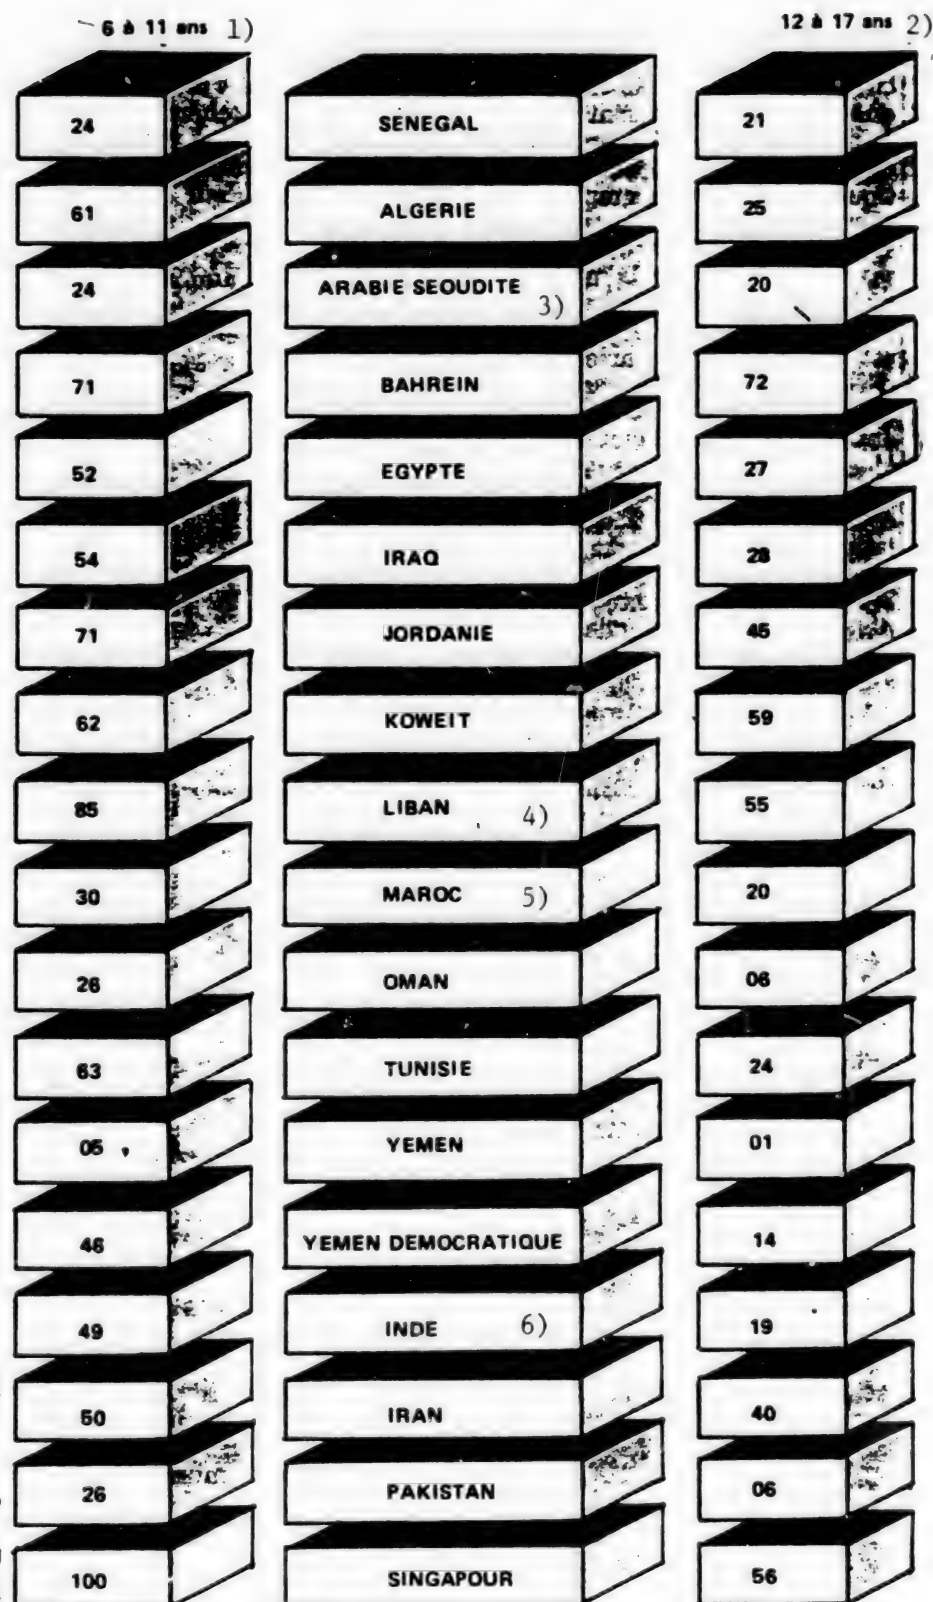 6 à 11 ans 1) 12 à 17 ans 2)
24 SENEGAL 21
61 ALGERIE 25
24 ARABIE SEOUDITE 3) 20
71 BAHREIN 72
52 EGYPTE 27
54 IRAQ 28
71 JORDANIE 45
62 KOWEIT 59
85 LIBAN 4) 55
30 MAROC 5) 20
26 OMAN 06
63 TUNISIE 24
05 YEMEN 01
46 YEMEN DEMOCRATIQUE 14
49 INDE 6) 19
50 IRAN 40
26 PAKISTAN 06
100 SINGAPOUR 56